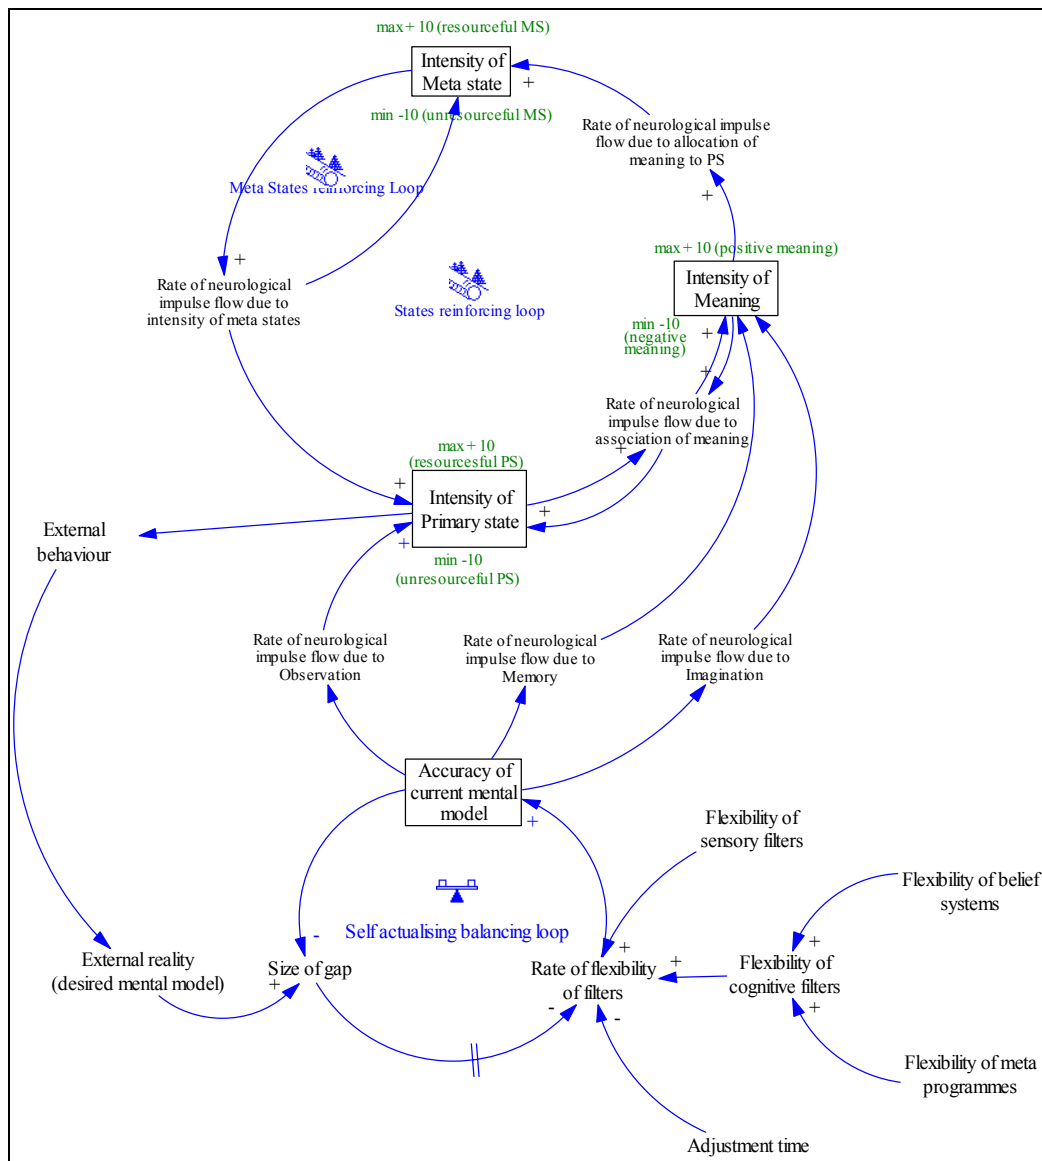 max + 10 (resourceful MS)
Intensity of
Meta state
min -10 (unresourceful MS)
+
Rate of neurological impulse
flow due to allocation of
meaning to PS
+
Meta States reinforcing Loop
+
Rate of neurological
impulse flow due to
intensity of meta states
States reinforcing loop
max + 10 (positive meaning)
Intensity of
Meaning
min -10
(negative
meaning)
+
+
Rate of neurological
impulse flow due to
association of meaning
+
max + 10
(resourcesful PS)
+
Intensity of
Primary state
+
+
min -10
(unresourceful PS)
External
behaviour
Rate of neurological
impulse flow due to
Observation
Rate of neurological
impulse flow due to
Memory
Rate of neurological
impulse flow due to
Imagination
Accuracy of
current mental
model
+
Flexibility of
sensory filters
Flexibility of belief
systems
Self actualising balancing loop
-
External reality
(desired mental model)
+
Size of gap
+
Rate of flexibility
of filters
-
-
+
+
Flexibility of
cognitive filters
+
Flexibility of meta
programmes
Adjustment time